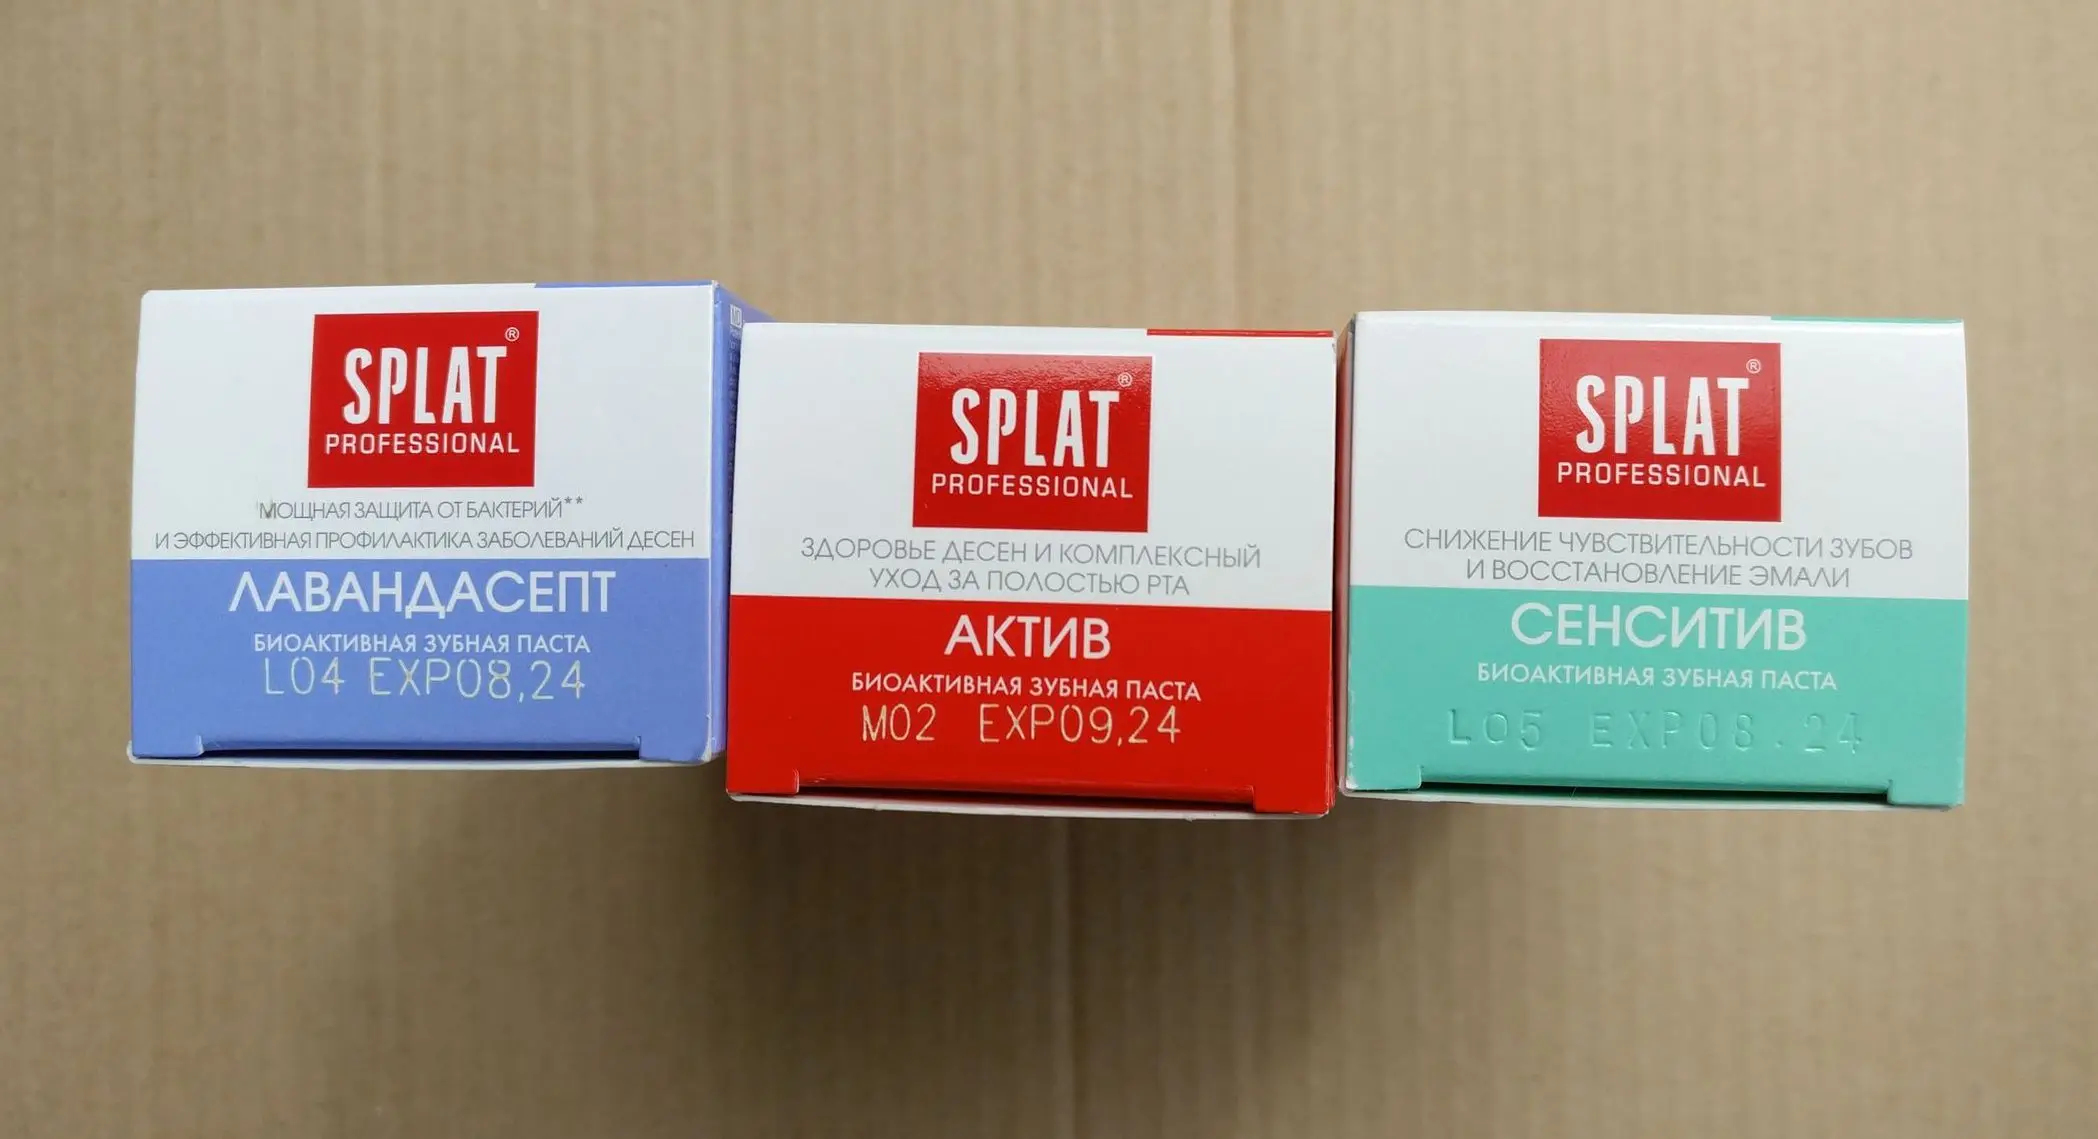 SPLAT®
PROFESSIONAL
МОЩНАЯ ЗАЩИТА ОТ БАКТЕРИЙ**
И ЭФФЕКТИВНАЯ ПРОФИЛАКТИКА ЗАБОЛЕВАНИЙ ДЕСЕН
ЛАВАНДАСЕПТ
БИОАКТИВНАЯ ЗУБНАЯ ПАСТА
L04 EXP08,24
SPLAT®
PROFESSIONAL
ЗДОРОВЬЕ ДЕСЕН И КОМПЛЕКСНЫЙ
УХОД ЗА ПОЛОСТЬЮ РТА
АКТИВ
БИОАКТИВНАЯ ЗУБНАЯ ПАСТА
M02 EXP09,24
SPLAT®
PROFESSIONAL
СНИЖЕНИЕ ЧУВСТВИТЕЛЬНОСТИ ЗУБОВ
И ВОССТАНОВЛЕНИЕ ЭМАЛИ
СЕНСИТИВ
БИОАКТИВНАЯ ЗУБНАЯ ПАСТА
L05 EXP08.24